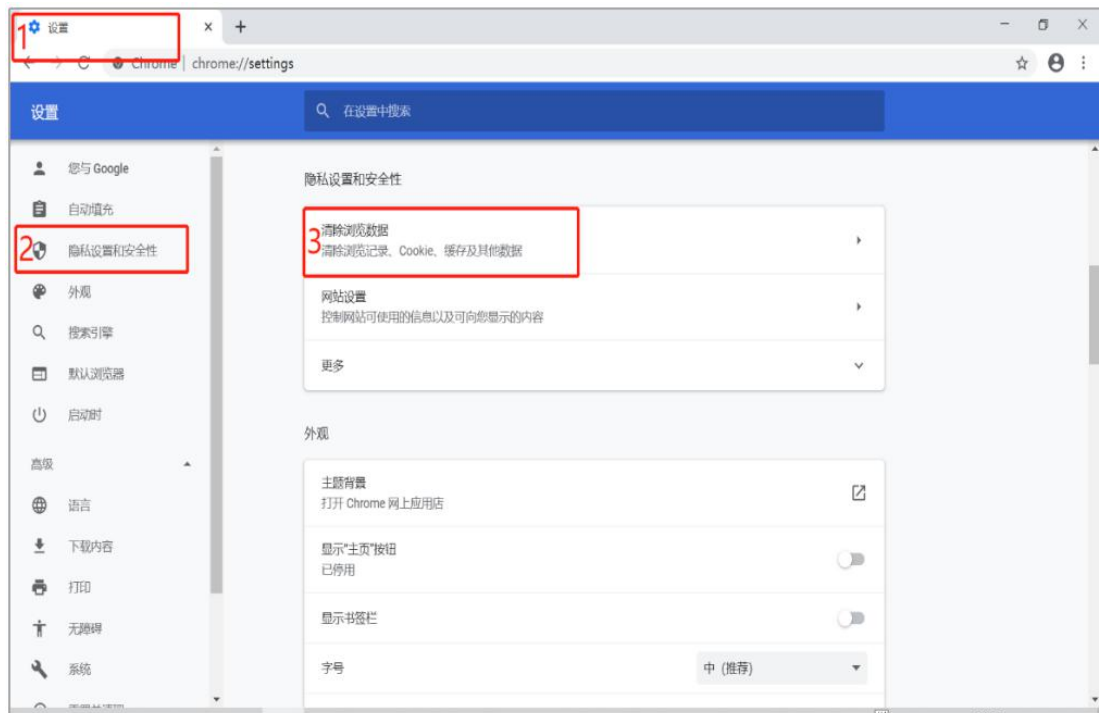 1 设置
Chrome | chrome://settings
设置
在设置中搜索
您与 Google
自动填充
2 隐私设置和安全性
外观
搜索引擎
默认浏览器
启动时
高级
语言
下载内容
打印
无障碍
系统
隐私设置和安全性
3 清除浏览数据
清除浏览记录、Cookie、缓存及其他数据
网站设置
控制网站可使用的信息以及可向您显示的内容
更多
外观
主题背景
打开 Chrome 网上应用店
显示"主页"按钮
已停用
显示书签栏
字号
中（推荐）